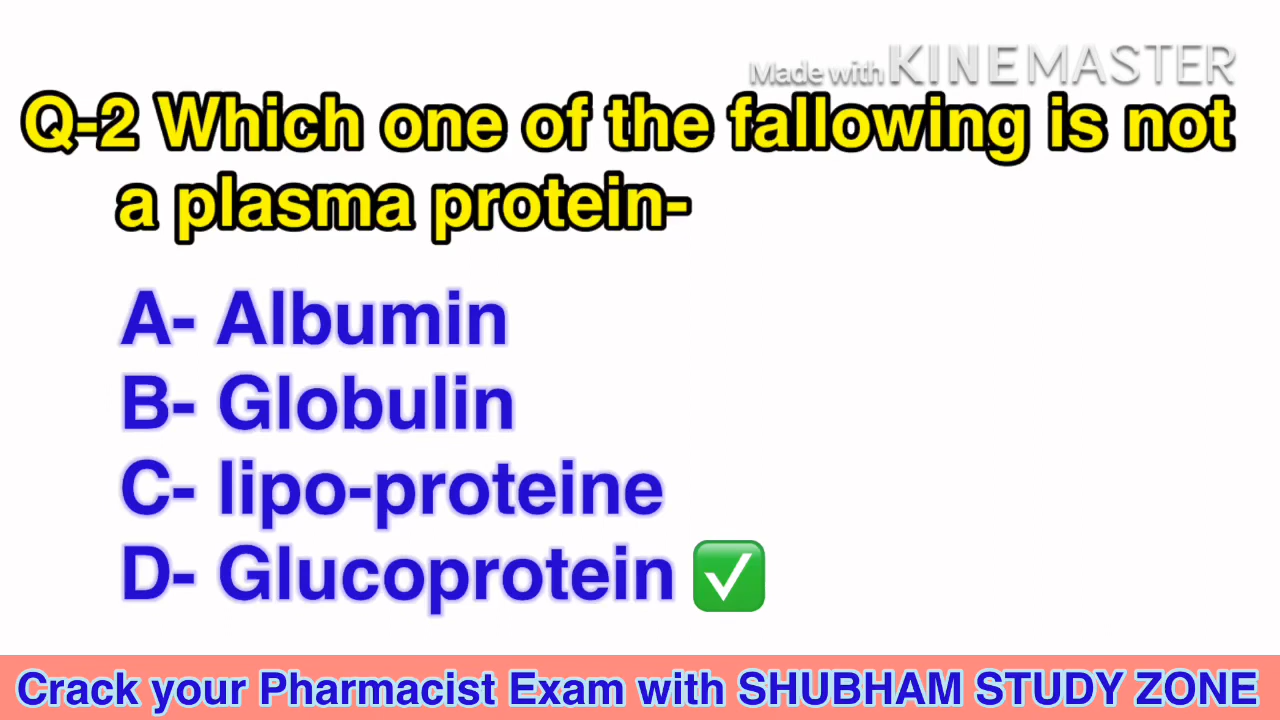 Made with KINEMASTER
Q-2 Which one of the fallowing is not
a plasma protein-
A- Albumin
B- Globulin
C- lipo-proteine
D- Glucoprotein ✅
Crack your Pharmacist Exam with SHUBHAM STUDY ZONE